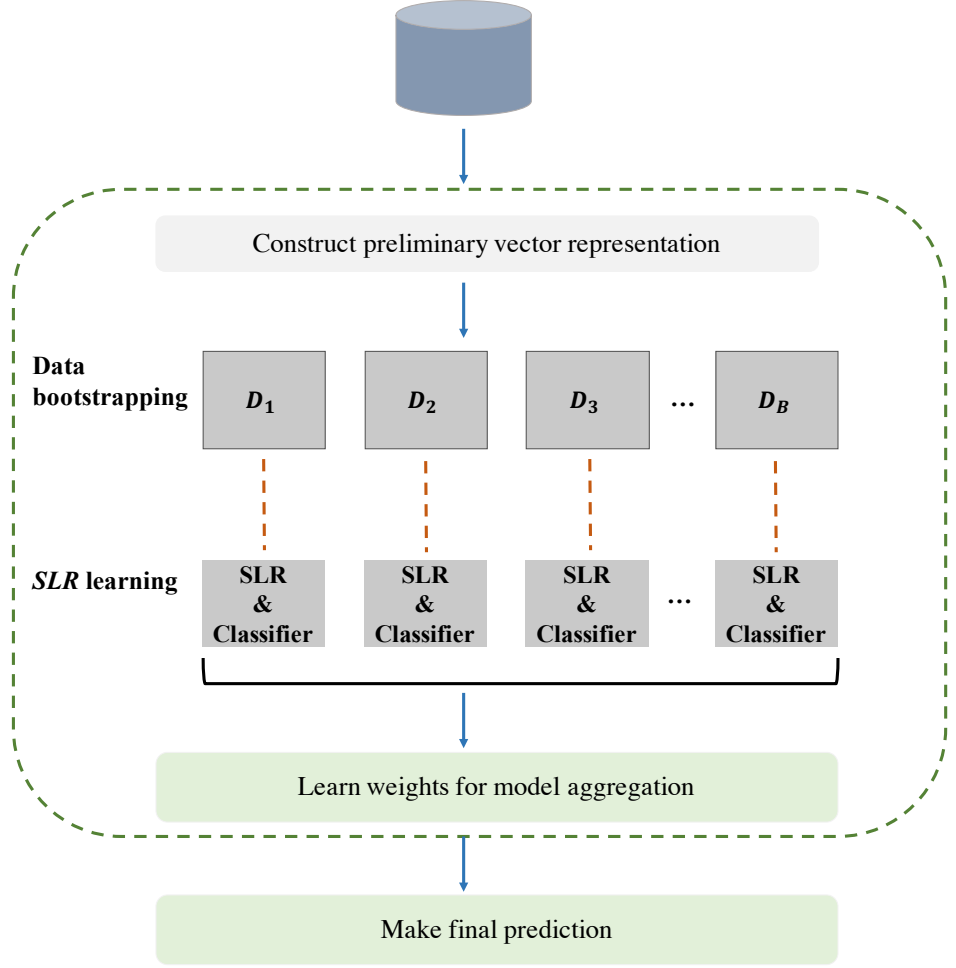 Construct preliminary vector representation
Data
bootstrapping
D₁ D₂ D₃ ... D_B
SLR learning
SLR SLR SLR ... SLR
& & & &
Classifier Classifier Classifier Classifier
Learn weights for model aggregation
Make final prediction